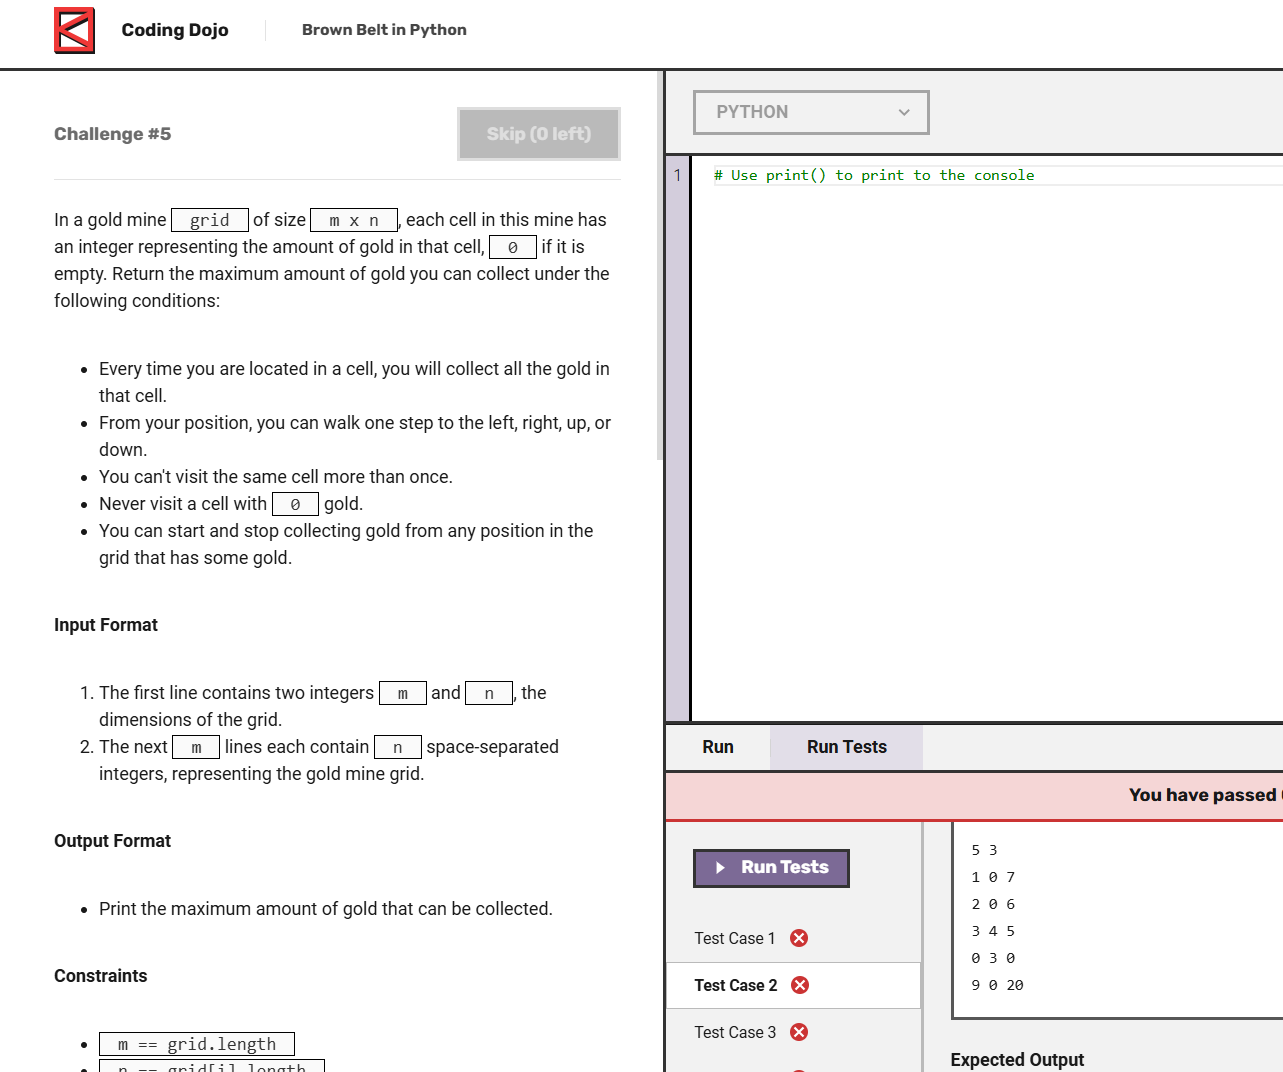 Coding Dojo
Brown Belt in Python
Challenge #5
Skip (0 left)
In a gold mine grid of size m x n, each cell in this mine has
an integer representing the amount of gold in that cell, 0 if it is
empty. Return the maximum amount of gold you can collect under the
following conditions:
• Every time you are located in a cell, you will collect all the gold in
that cell.
• From your position, you can walk one step to the left, right, up, or
down.
• You can't visit the same cell more than once.
• Never visit a cell with 0 gold.
• You can start and stop collecting gold from any position in the
grid that has some gold.
Input Format
1. The first line contains two integers m and n, the
dimensions of the grid.
2. The next m lines each contain n space-separated
integers, representing the gold mine grid.
Output Format
• Print the maximum amount of gold that can be collected.
Constraints
• m == grid.length
• n == grid[i].length
PYTHON
1 # Use print() to print to the console
Run
Run Tests
You have passed
Run Tests
Test Case 1
Test Case 2
Test Case 3
5 3
1 0 7
2 0 6
3 4 5
0 3 0
9 0 20
Expected Output